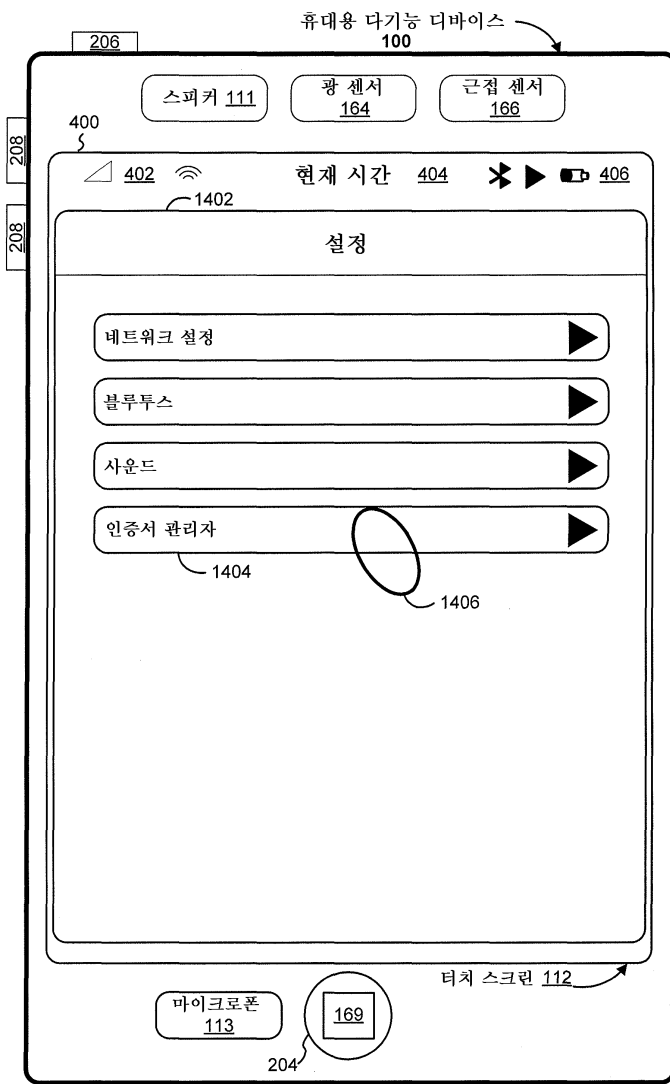 휴대용 다기능 디바이스
100
206
스피커 111
광 센서
164
근접 센서
166
208
208
400
402
현재 시간 404
406
1402
설정
네트워크 설정
블루투스
사운드
인증서 관리자
1404
1406
터치 스크린 112
마이크로폰
113
169
204